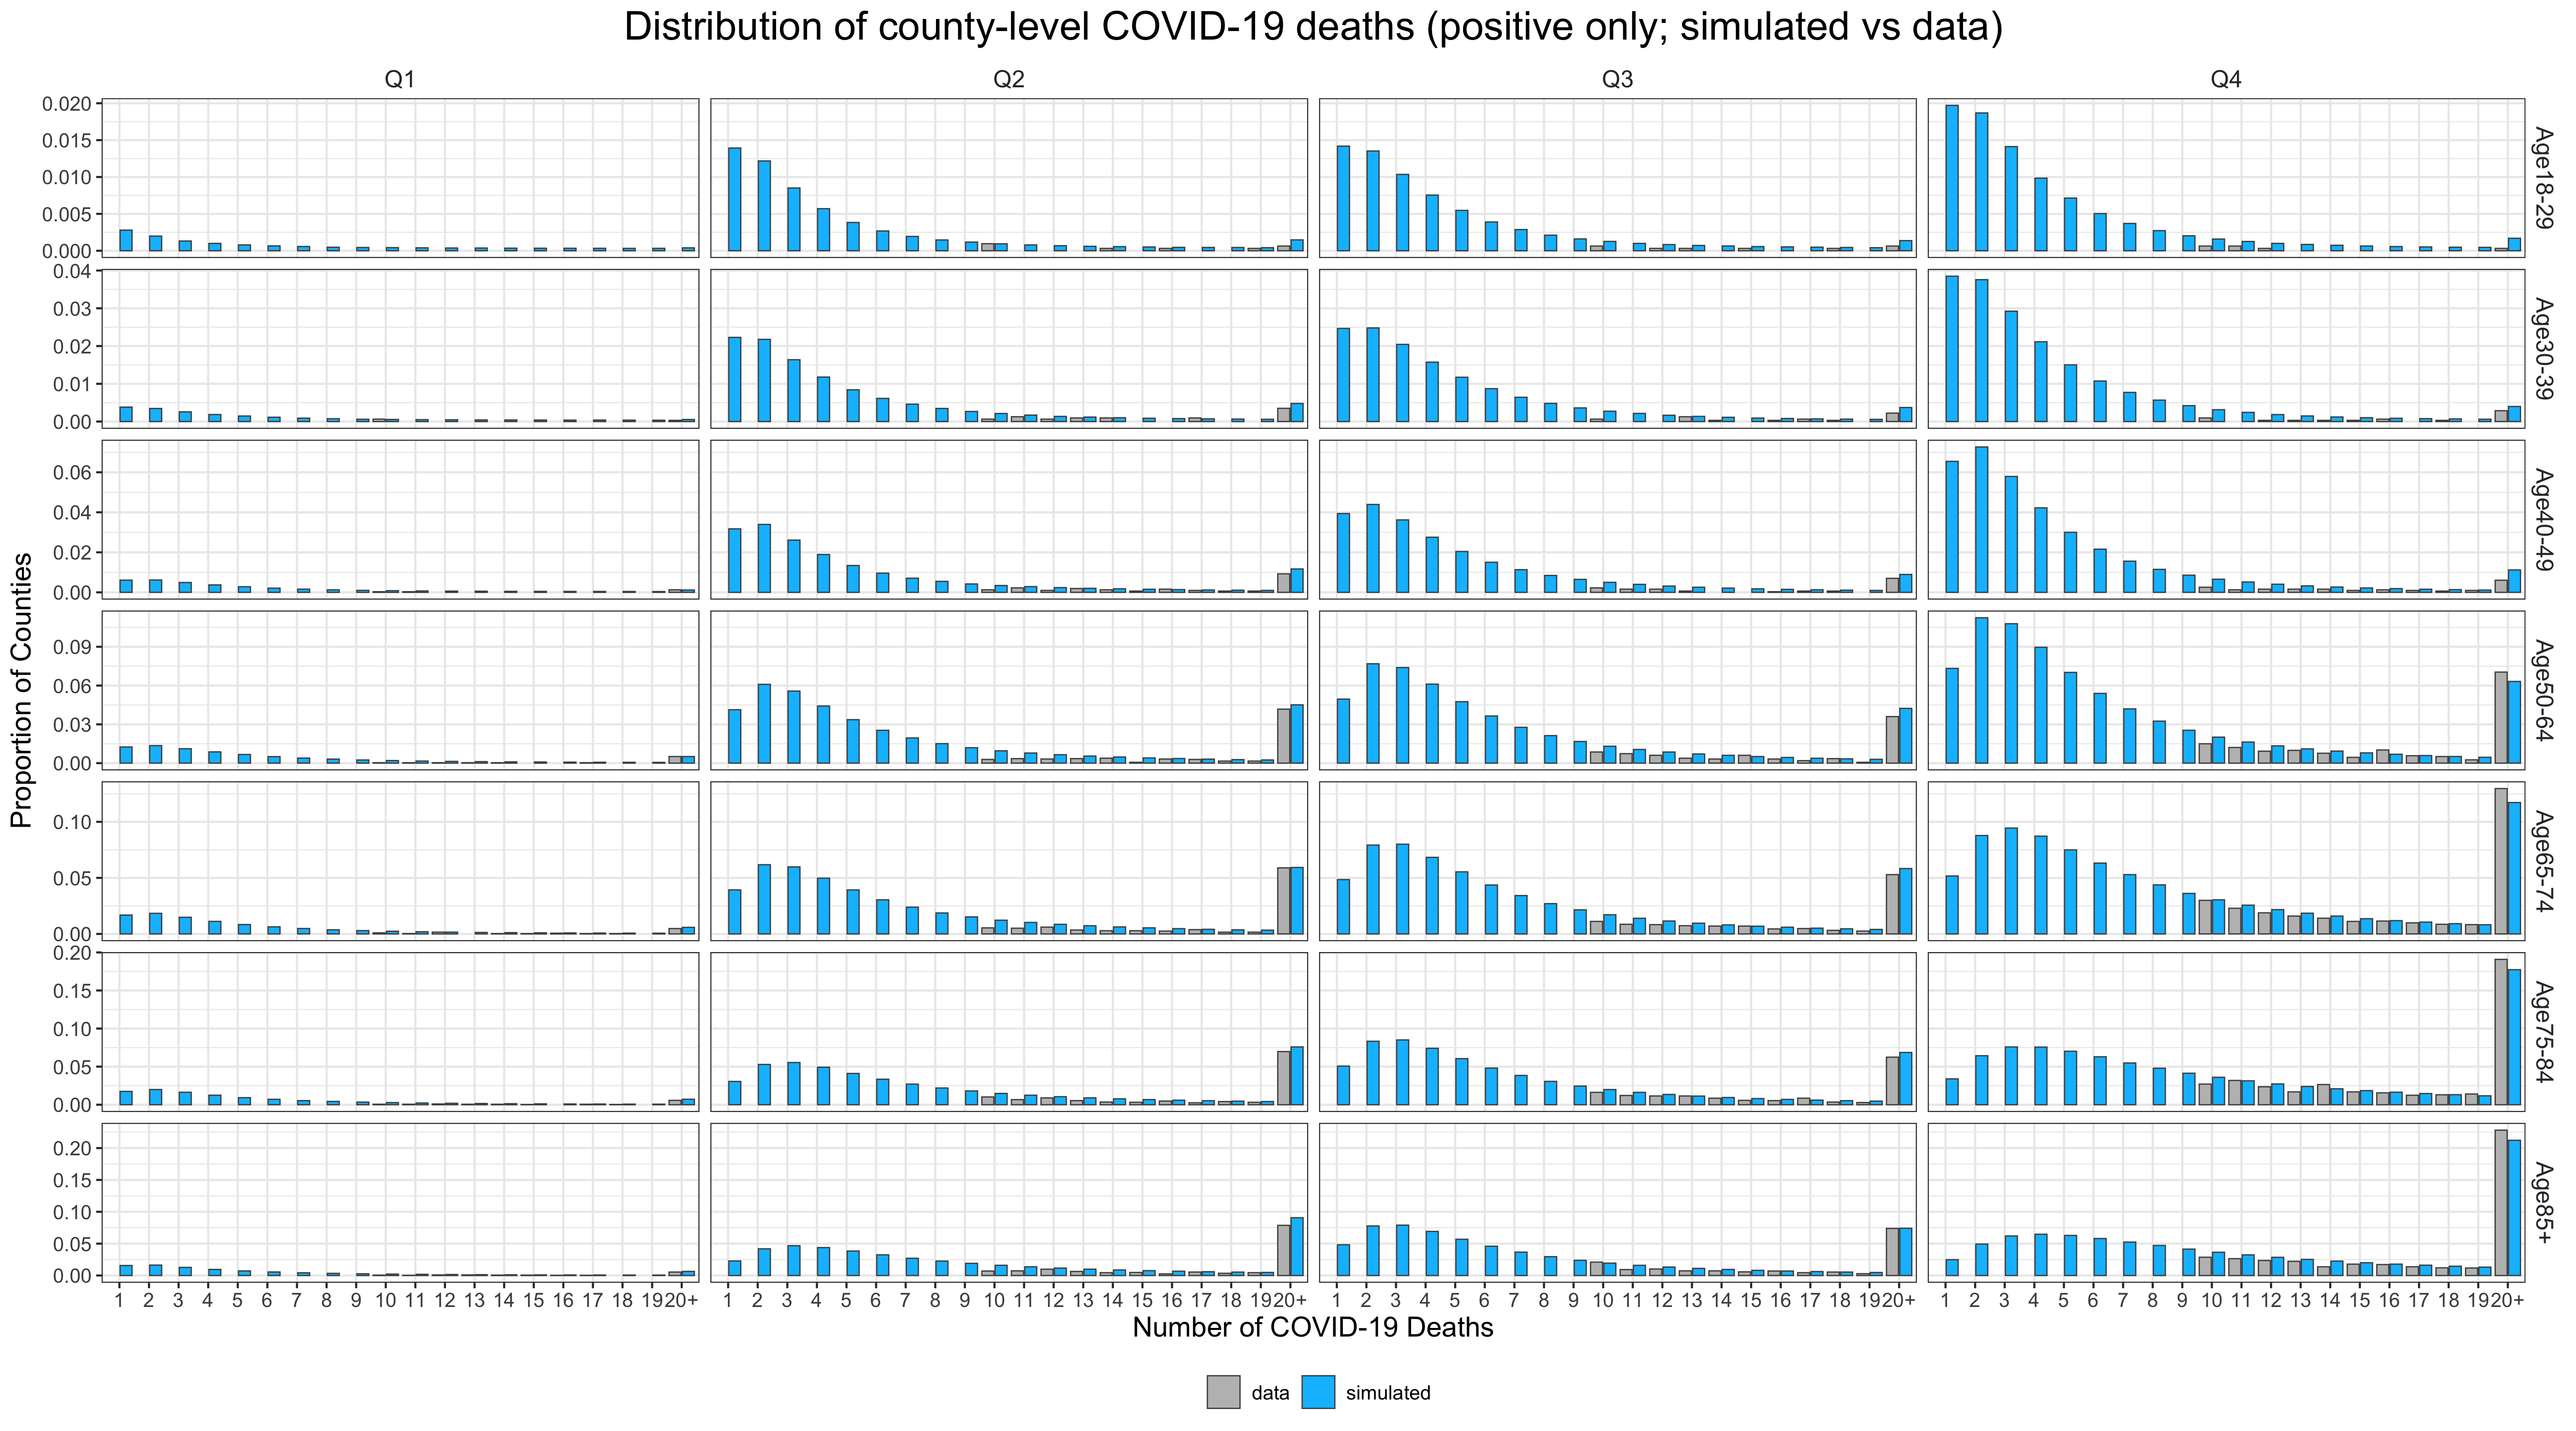 Distribution of county-level COVID-19 deaths (positive only; simulated vs data)
Q1 Q2 Q3 Q4
Proportion of Counties
0.020
0.015
0.010
0.005
0.000
Age18-29
0.04
0.03
0.02
0.01
0.00
Age30-39
0.06
0.04
0.02
0.00
Age40-49
0.09
0.06
0.03
0.00
Age50-64
0.10
0.05
0.00
Age65-74
0.20
0.15
0.10
0.05
0.00
Age75-84
0.20
0.15
0.10
0.05
0.00
Age85+
1 2 3 4 5 6 7 8 9 10 11 12 13 14 15 16 17 18 19 20+ 1 2 3 4 5 6 7 8 9 10 11 12 13 14 15 16 17 18 19 20+ 1 2 3 4 5 6 7 8 9 10 11 12 13 14 15 16 17 18 19 20+ 1 2 3 4 5 6 7 8 9 10 11 12 13 14 15 16 17 18 19 20+
Number of COVID-19 Deaths
data simulated